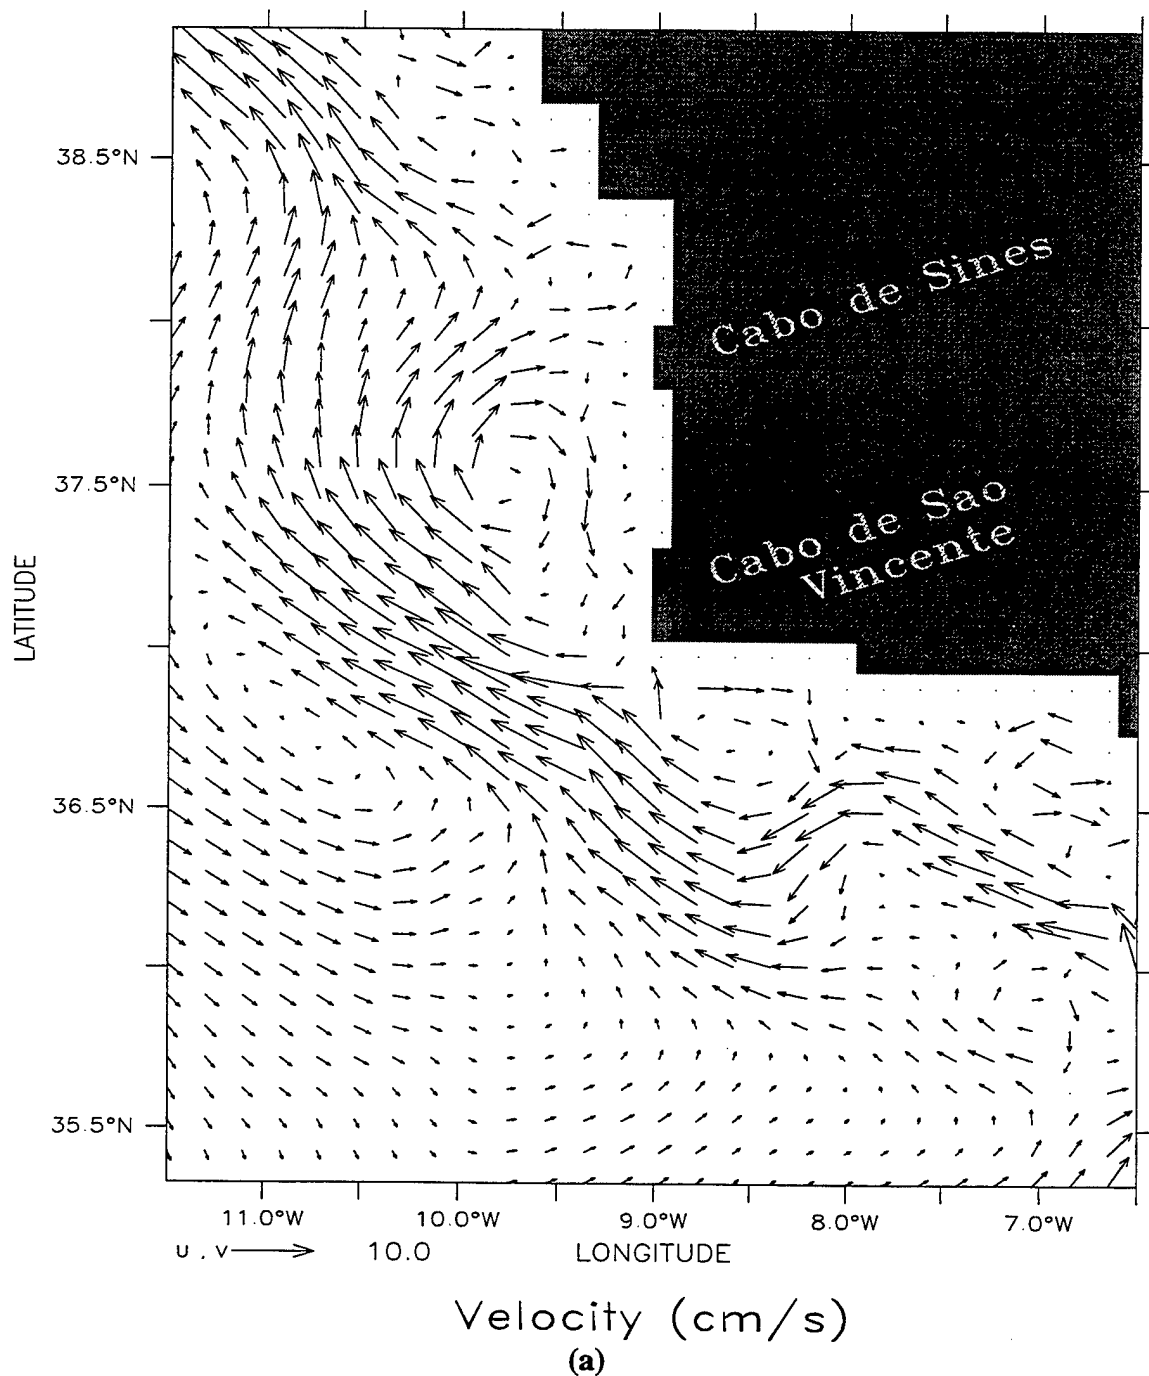 38.5°N
Cabo de Sines
37.5°N
Cabo de Sao
Vincente
LATITUDE
36.5°N
35.5°N
11.0°W 10.0°W 9.0°W 8.0°W 7.0°W
u , v 10.0 LONGITUDE
Velocity (cm/s)
(a)